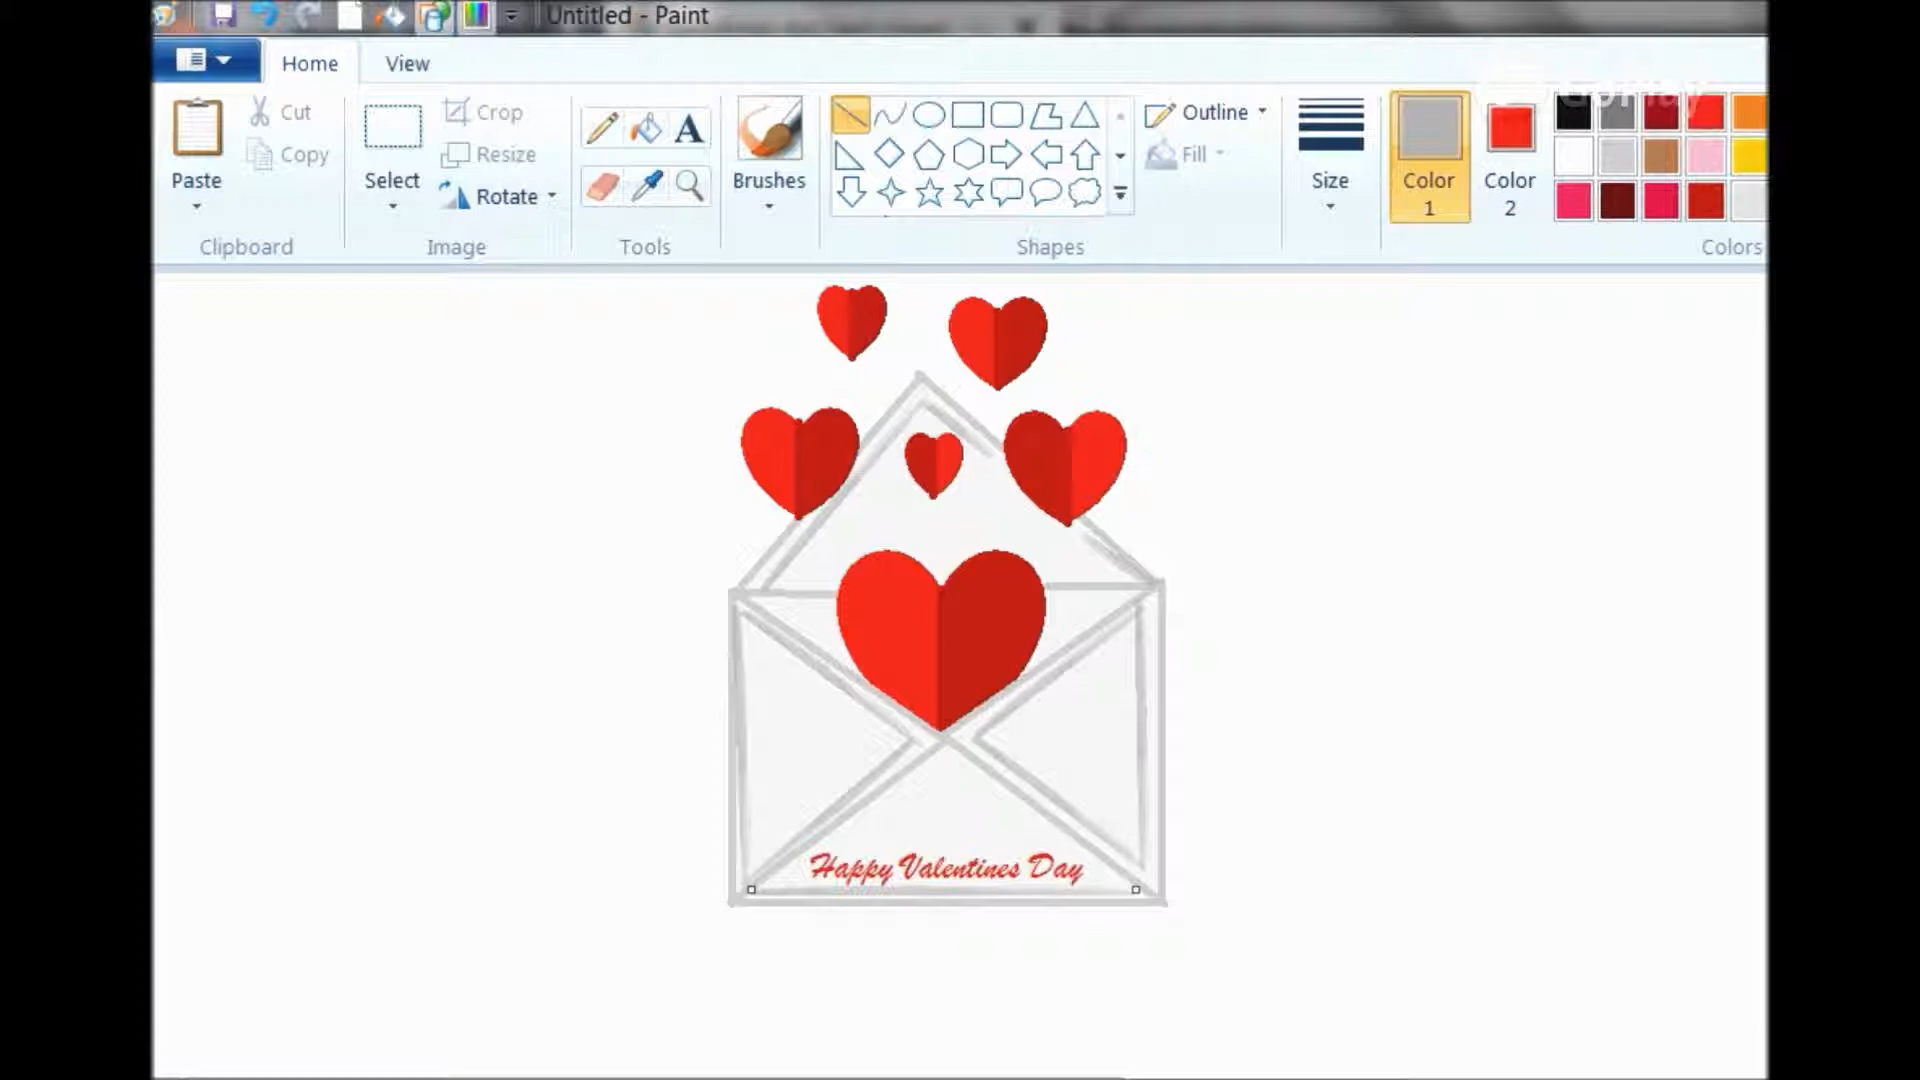 Untitled - Paint
Home
View
Paste
Cut
Copy
Clipboard
Select
Crop
Resize
Rotate
Image
A
Tools
Brushes
Shapes
Outline
Fill
Size
Color
1
Color
2
Colors
Happy Valentines Day